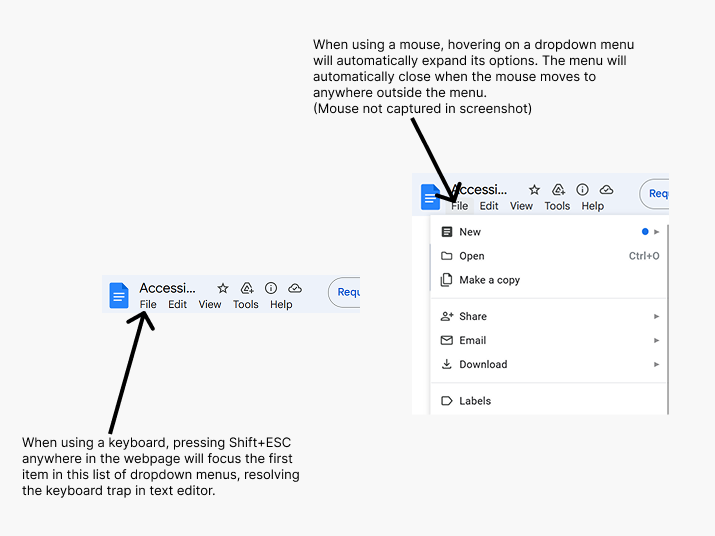 When using a mouse, hovering on a dropdown menu
will automatically expand its options. The menu will
automatically close when the mouse moves to
anywhere outside the menu.
(Mouse not captured in screenshot)
Accessi...
File Edit View Tools Help
Requ
New
Open Ctrl+O
Make a copy
Share
Email
Download
Labels
Accessi...
File Edit View Tools Help
Requ
When using a keyboard, pressing Shift+ESC
anywhere in the webpage will focus the first
item in this list of dropdown menus, resolving
the keyboard trap in text editor.